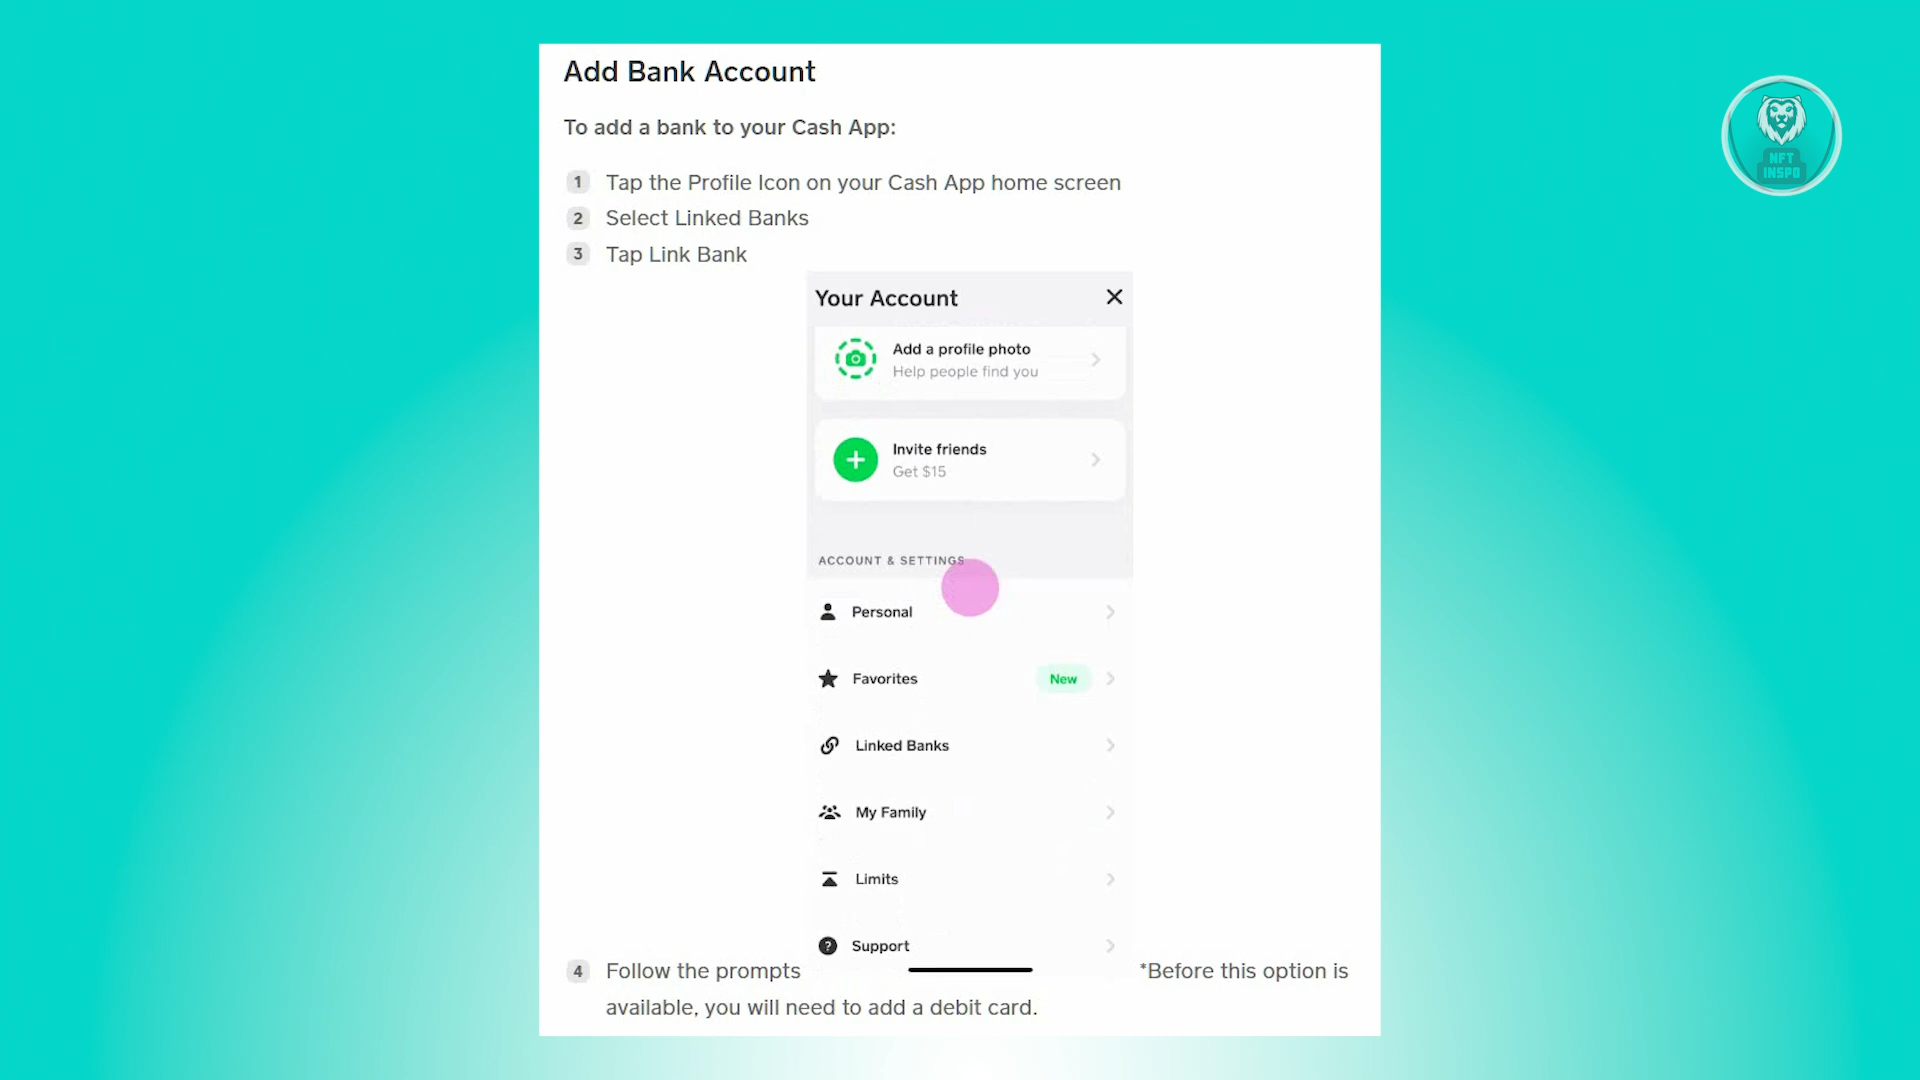 Add Bank Account
To add a bank to your Cash App:
1 Tap the Profile Icon on your Cash App home screen
2 Select Linked Banks
3 Tap Link Bank
Your Account
Add a profile photo
Help people find you
Invite friends
Get $15
ACCOUNT & SETTINGS
Personal
Favorites New
Linked Banks
My Family
Limits
? Support
4 Follow the prompts *Before this option is
available, you will need to add a debit card.
NFT
INSPO